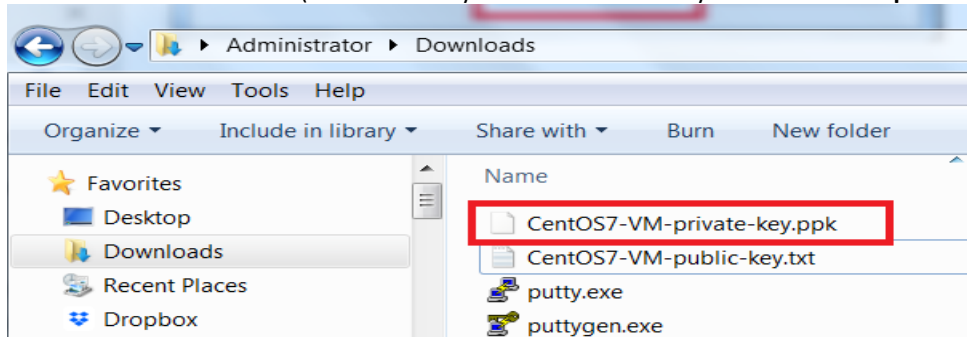 Administrator ▸ Downloads
File Edit View Tools Help
Organize Include in library Share with Burn New folder
Favorites
Desktop
Downloads
Recent Places
Dropbox
Name
CentOS7-VM-private-key.ppk
CentOS7-VM-public-key.txt
putty.exe
puttygen.exe